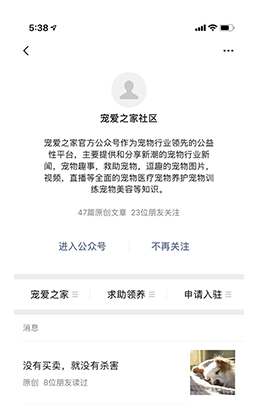 5:38
宠爱之家社区
宠爱之家官方公众号作为宠物行业领先的公益
性平台，主要提供和分享新潮的宠物行业新
闻，宠物趣事，救助宠物，逗趣的宠物图片，
视频，直播等全面的宠物医疗宠物养护宠物训
练宠物美容等知识。
47篇原创文章 23位朋友关注
进入公众号 不再关注
宠爱之家 求助领养 申请入驻
消息
没有买卖，就没有杀害
原创 8位朋友读过